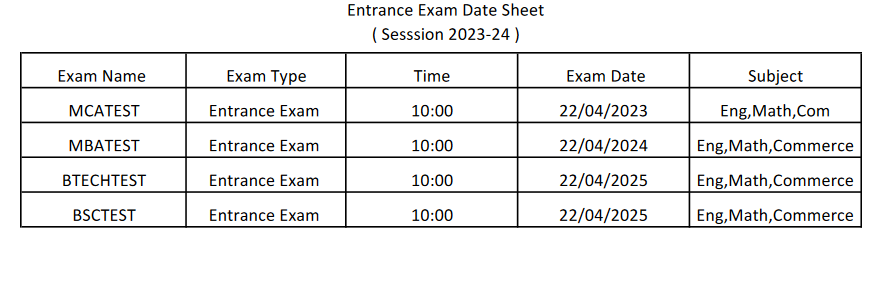 Entrance Exam Date Sheet
( Sesssion 2023-24 )
Exam Name Exam Type Time Exam Date Subject
MCATEST Entrance Exam 10:00 22/04/2023 Eng,Math,Com
MBATEST Entrance Exam 10:00 22/04/2024 Eng,Math,Commerce
BTECHTEST Entrance Exam 10:00 22/04/2025 Eng,Math,Commerce
BSCTEST Entrance Exam 10:00 22/04/2025 Eng,Math,Commerce